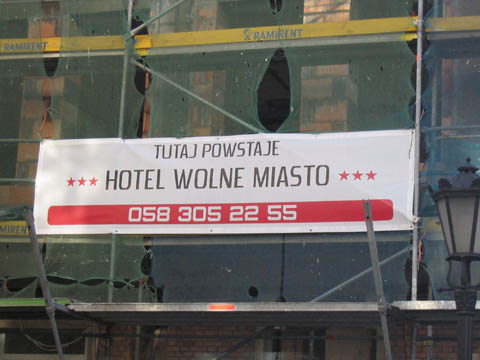 RAMIRENT
RAMIRENT
TUTAJ POWSTAJE
HOTEL WOLNE MIASTO
058 305 22 55
RAMIRENT